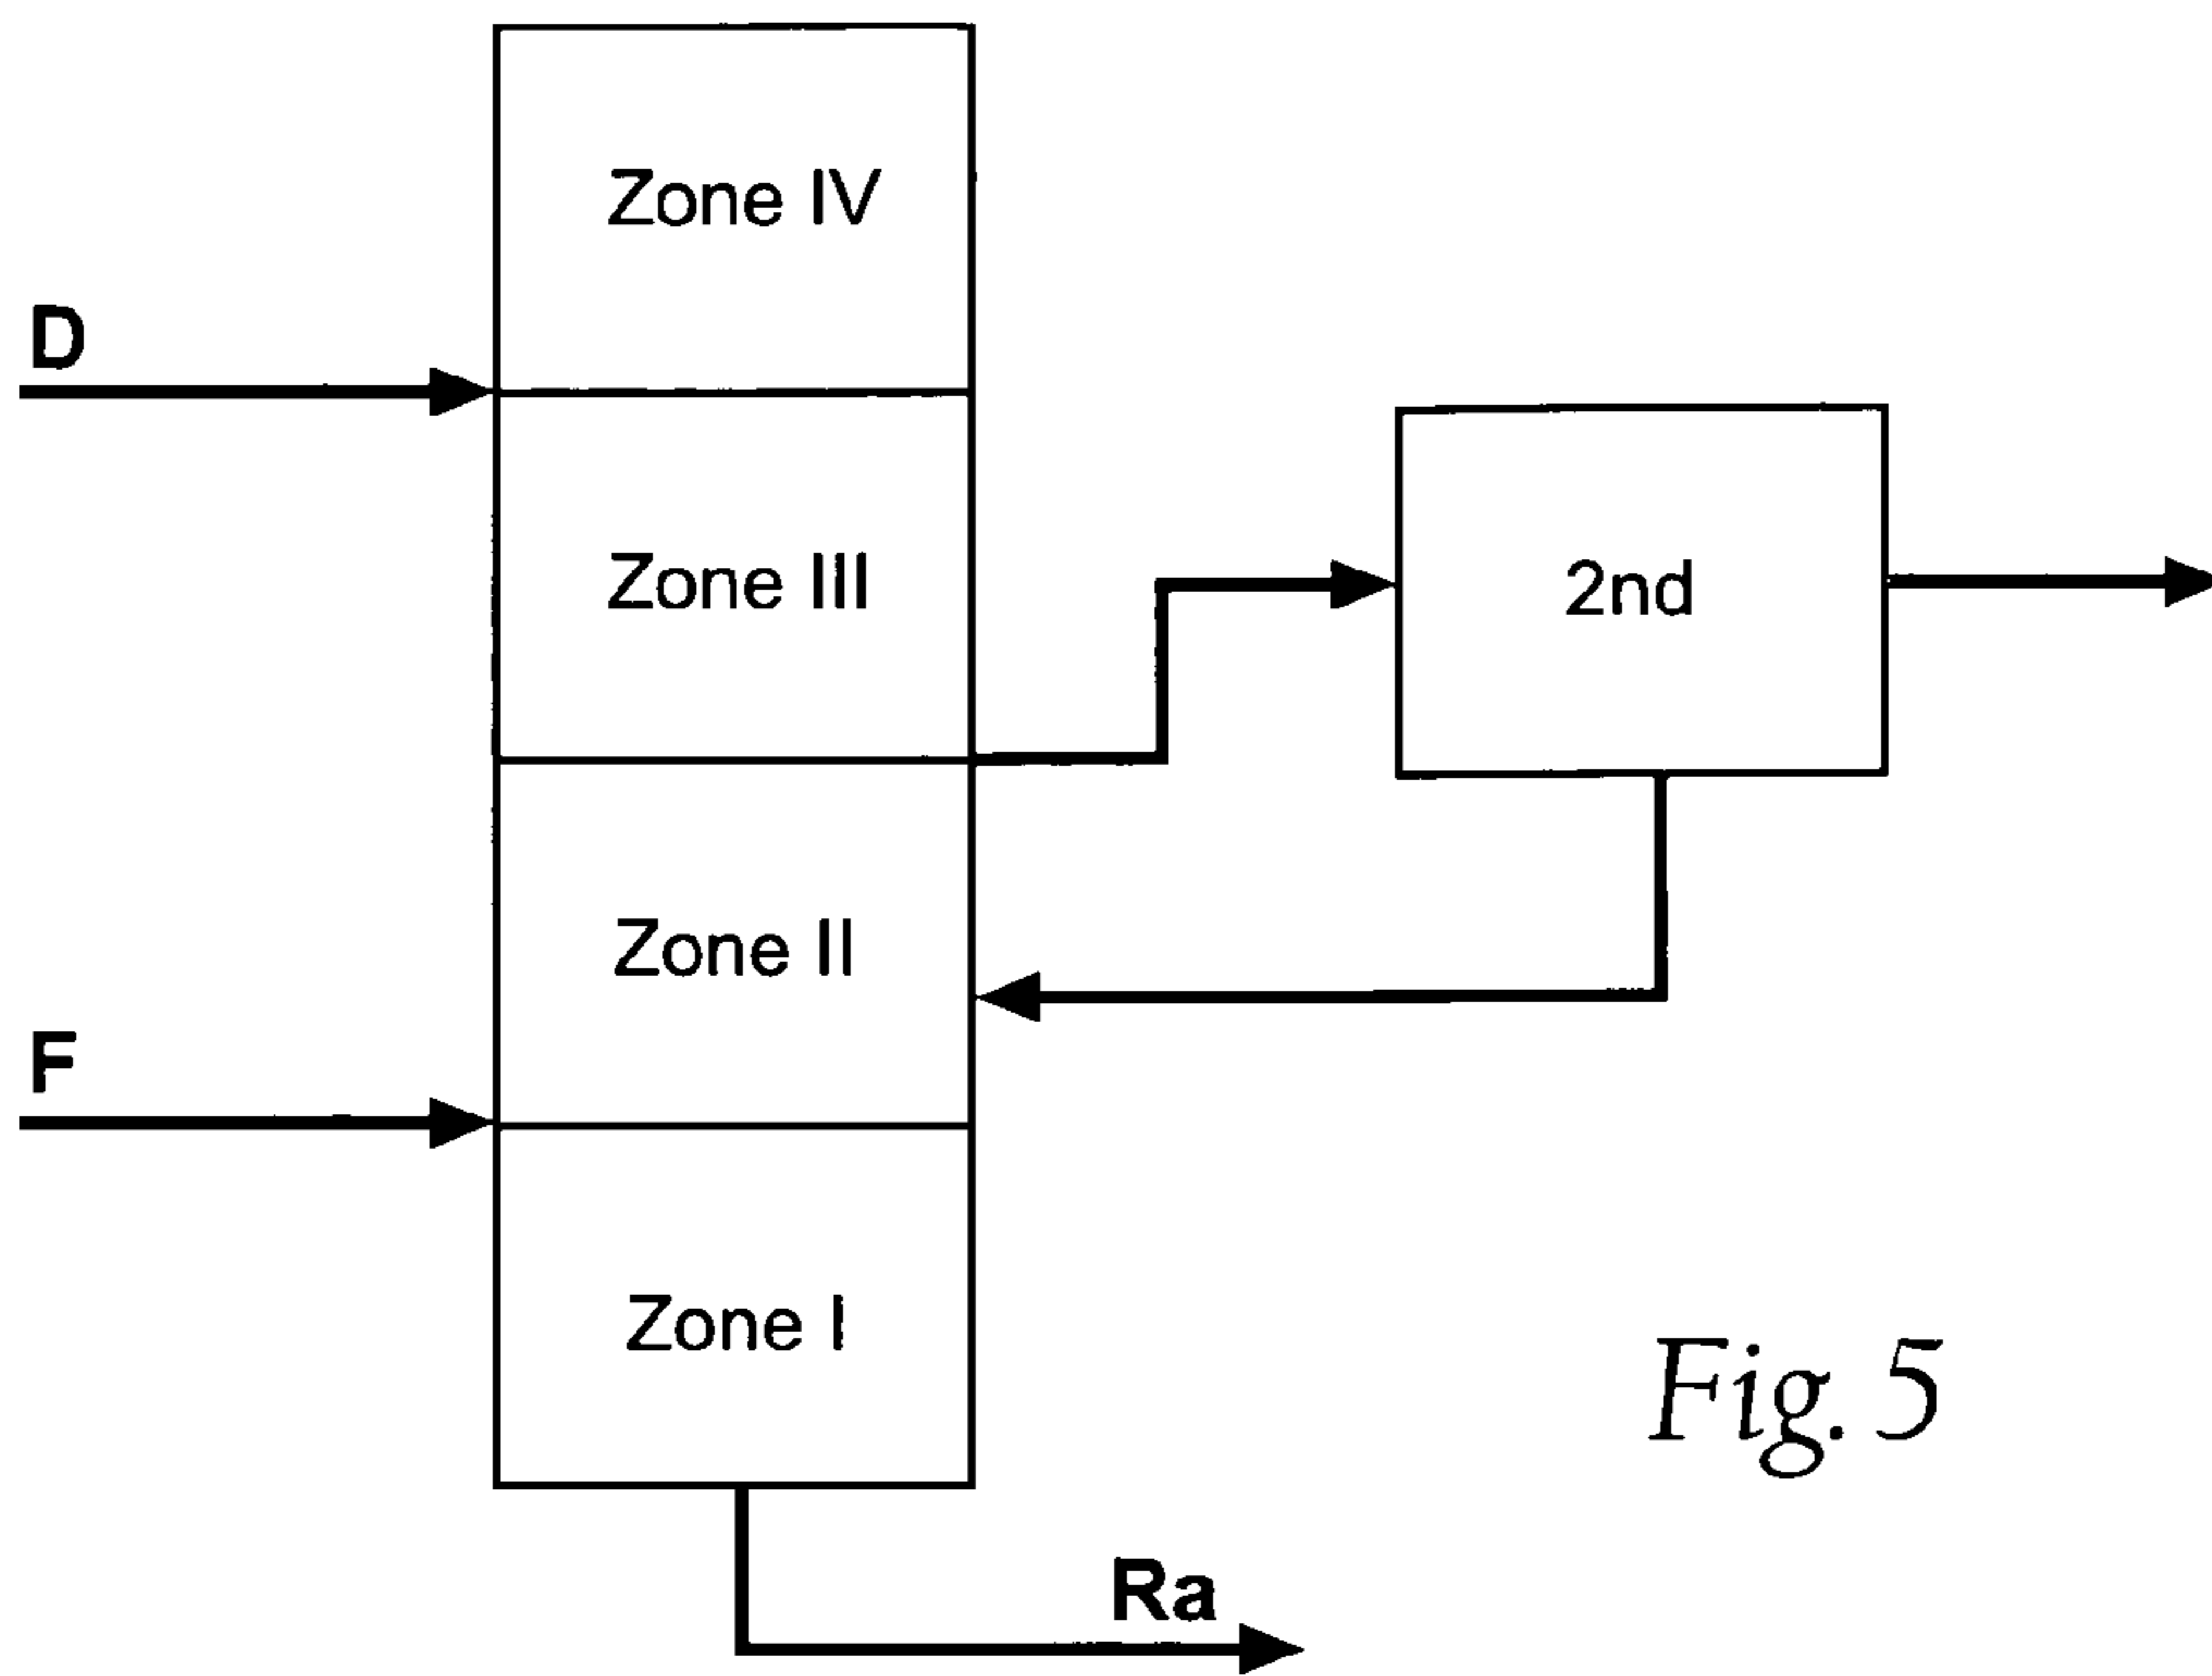 Zone IV
D
Zone III
2nd
Zone II
F
Zone I
Fig. 5
Ra